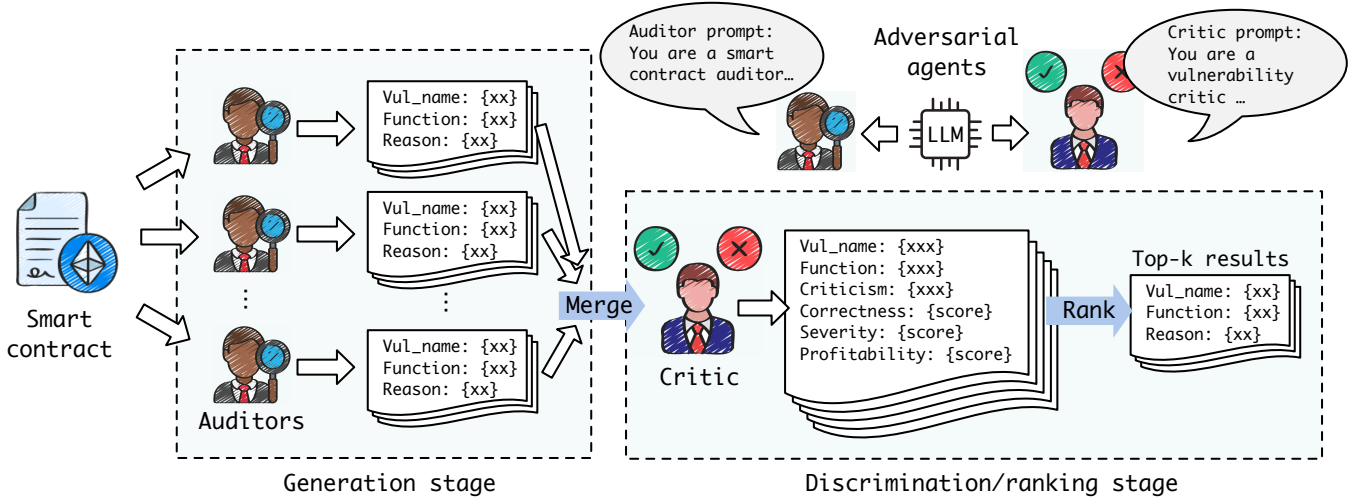 Auditor prompt:
You are a smart
contract auditor…
Adversarial
agents
Critic prompt:
You are a
vulnerability
critic …
LLM
Smart
contract
Vul_name: {xx}
Function: {xx}
Reason: {xx}
Vul_name: {xx}
Function: {xx}
Reason: {xx}
Vul_name: {xx}
Function: {xx}
Reason: {xx}
Auditors
Generation stage
Merge
Critic
Vul_name: {xxx}
Function: {xxx}
Criticism: {xxx}
Correctness: {score}
Severity: {score}
Profitability: {score}
Rank
Top-k results
Vul_name: {xx}
Function: {xx}
Reason: {xx}
Discrimination/ranking stage